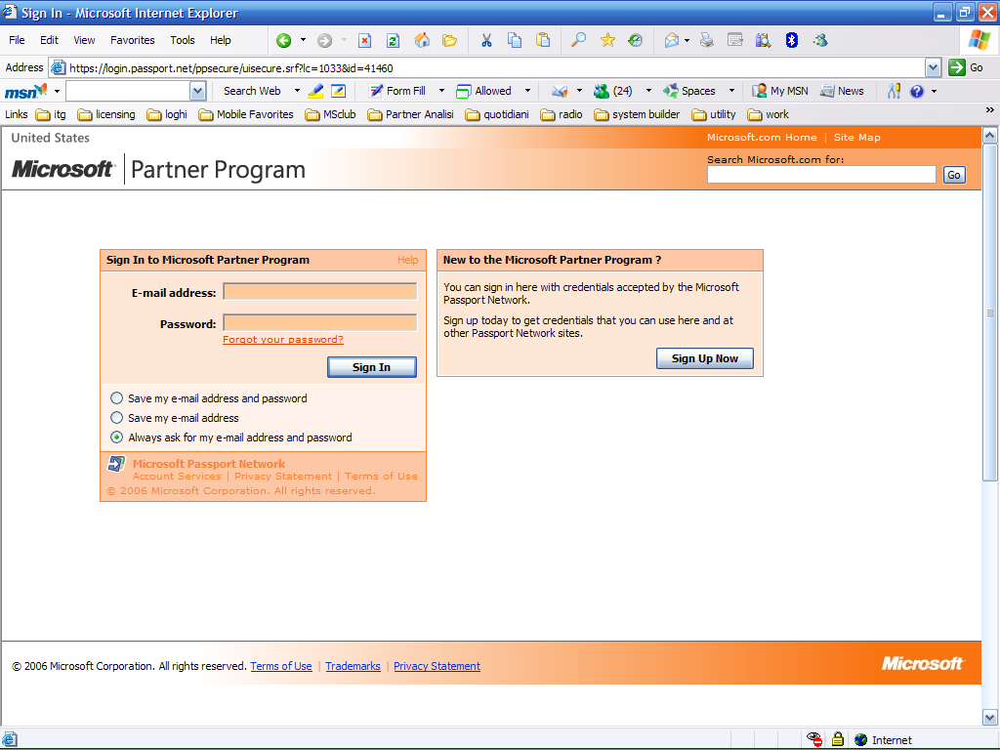 Sign In - Microsoft Internet Explorer
File Edit View Favorites Tools Help
Address https://login.passport.net/ppsecure/uisecure.srf?lc=1033&id=41460 Go
msn Search Web Form Fill Allowed (24) Spaces My MSN News
Links itg licensing loghi Mobile Favorites MSclub Partner Analisi quotidiani radio system builder utility work »
United States Microsoft.com Home | Site Map
Microsoft Partner Program
Search Microsoft.com for:
Go
Sign In to Microsoft Partner Program Help
E-mail address:
Password:
Forgot your password?
Sign In
Save my e-mail address and password
Save my e-mail address
Always ask for my e-mail address and password
Microsoft Passport Network
Account Services | Privacy Statement | Terms of Use
© 2006 Microsoft Corporation. All rights reserved.
New to the Microsoft Partner Program ?
You can sign in here with credentials accepted by the Microsoft
Passport Network.
Sign up today to get credentials that you can use here and at
other Passport Network sites.
Sign Up Now
© 2006 Microsoft Corporation. All rights reserved. Terms of Use | Trademarks | Privacy Statement
Microsoft
Internet